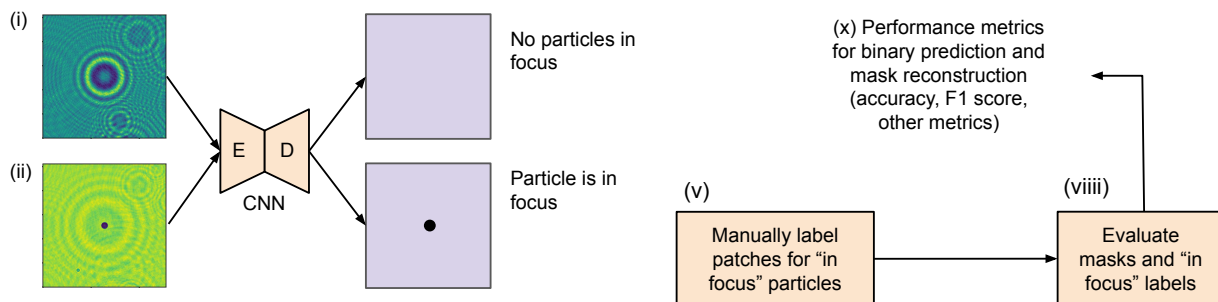 (i)
No particles in
focus
E
D
CNN
(ii)
Particle is in
focus
(x) Performance metrics
for binary prediction and
mask reconstruction
(accuracy, F1 score,
other metrics)
(v)
Manually label
patches for “in
focus” particles
(viiii)
Evaluate
masks and “in
focus” labels